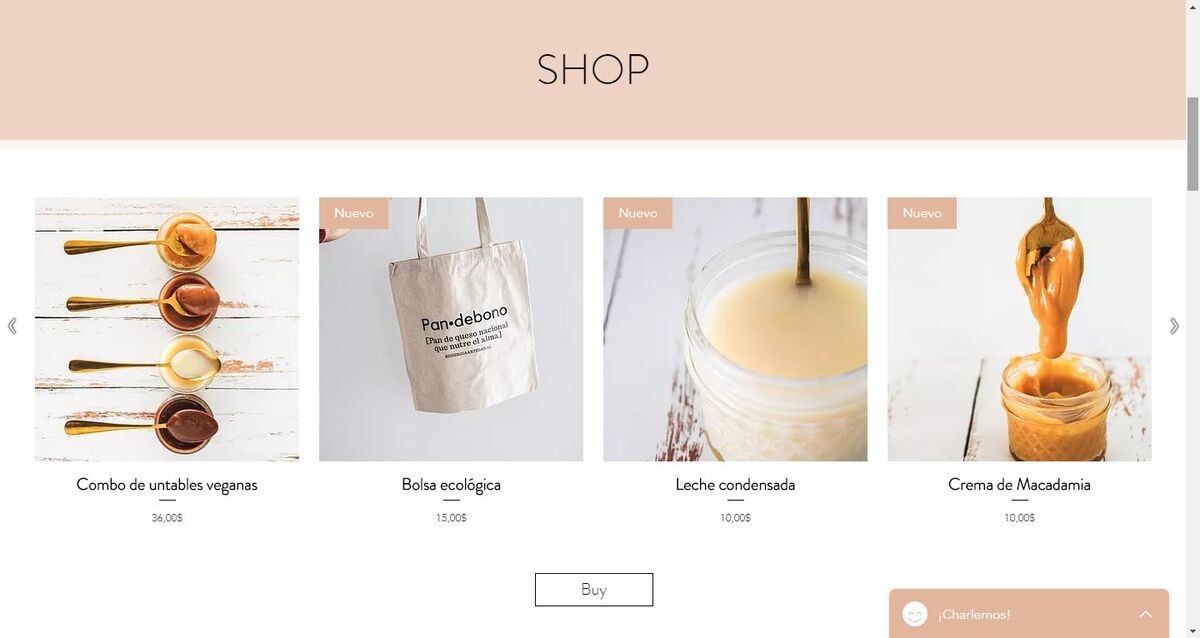 SHOP
Nuevo
Nuevo
Nuevo
Pan•debono
[Pan de queso nacional
que nutre el alma]
@ENERGIAARTESANAL
Combo de untables veganas
Bolsa ecológica
Leche condensada
Crema de Macadamia
36,00$
15,00$
10,00$
10,00$
Buy
¡Charlemos!